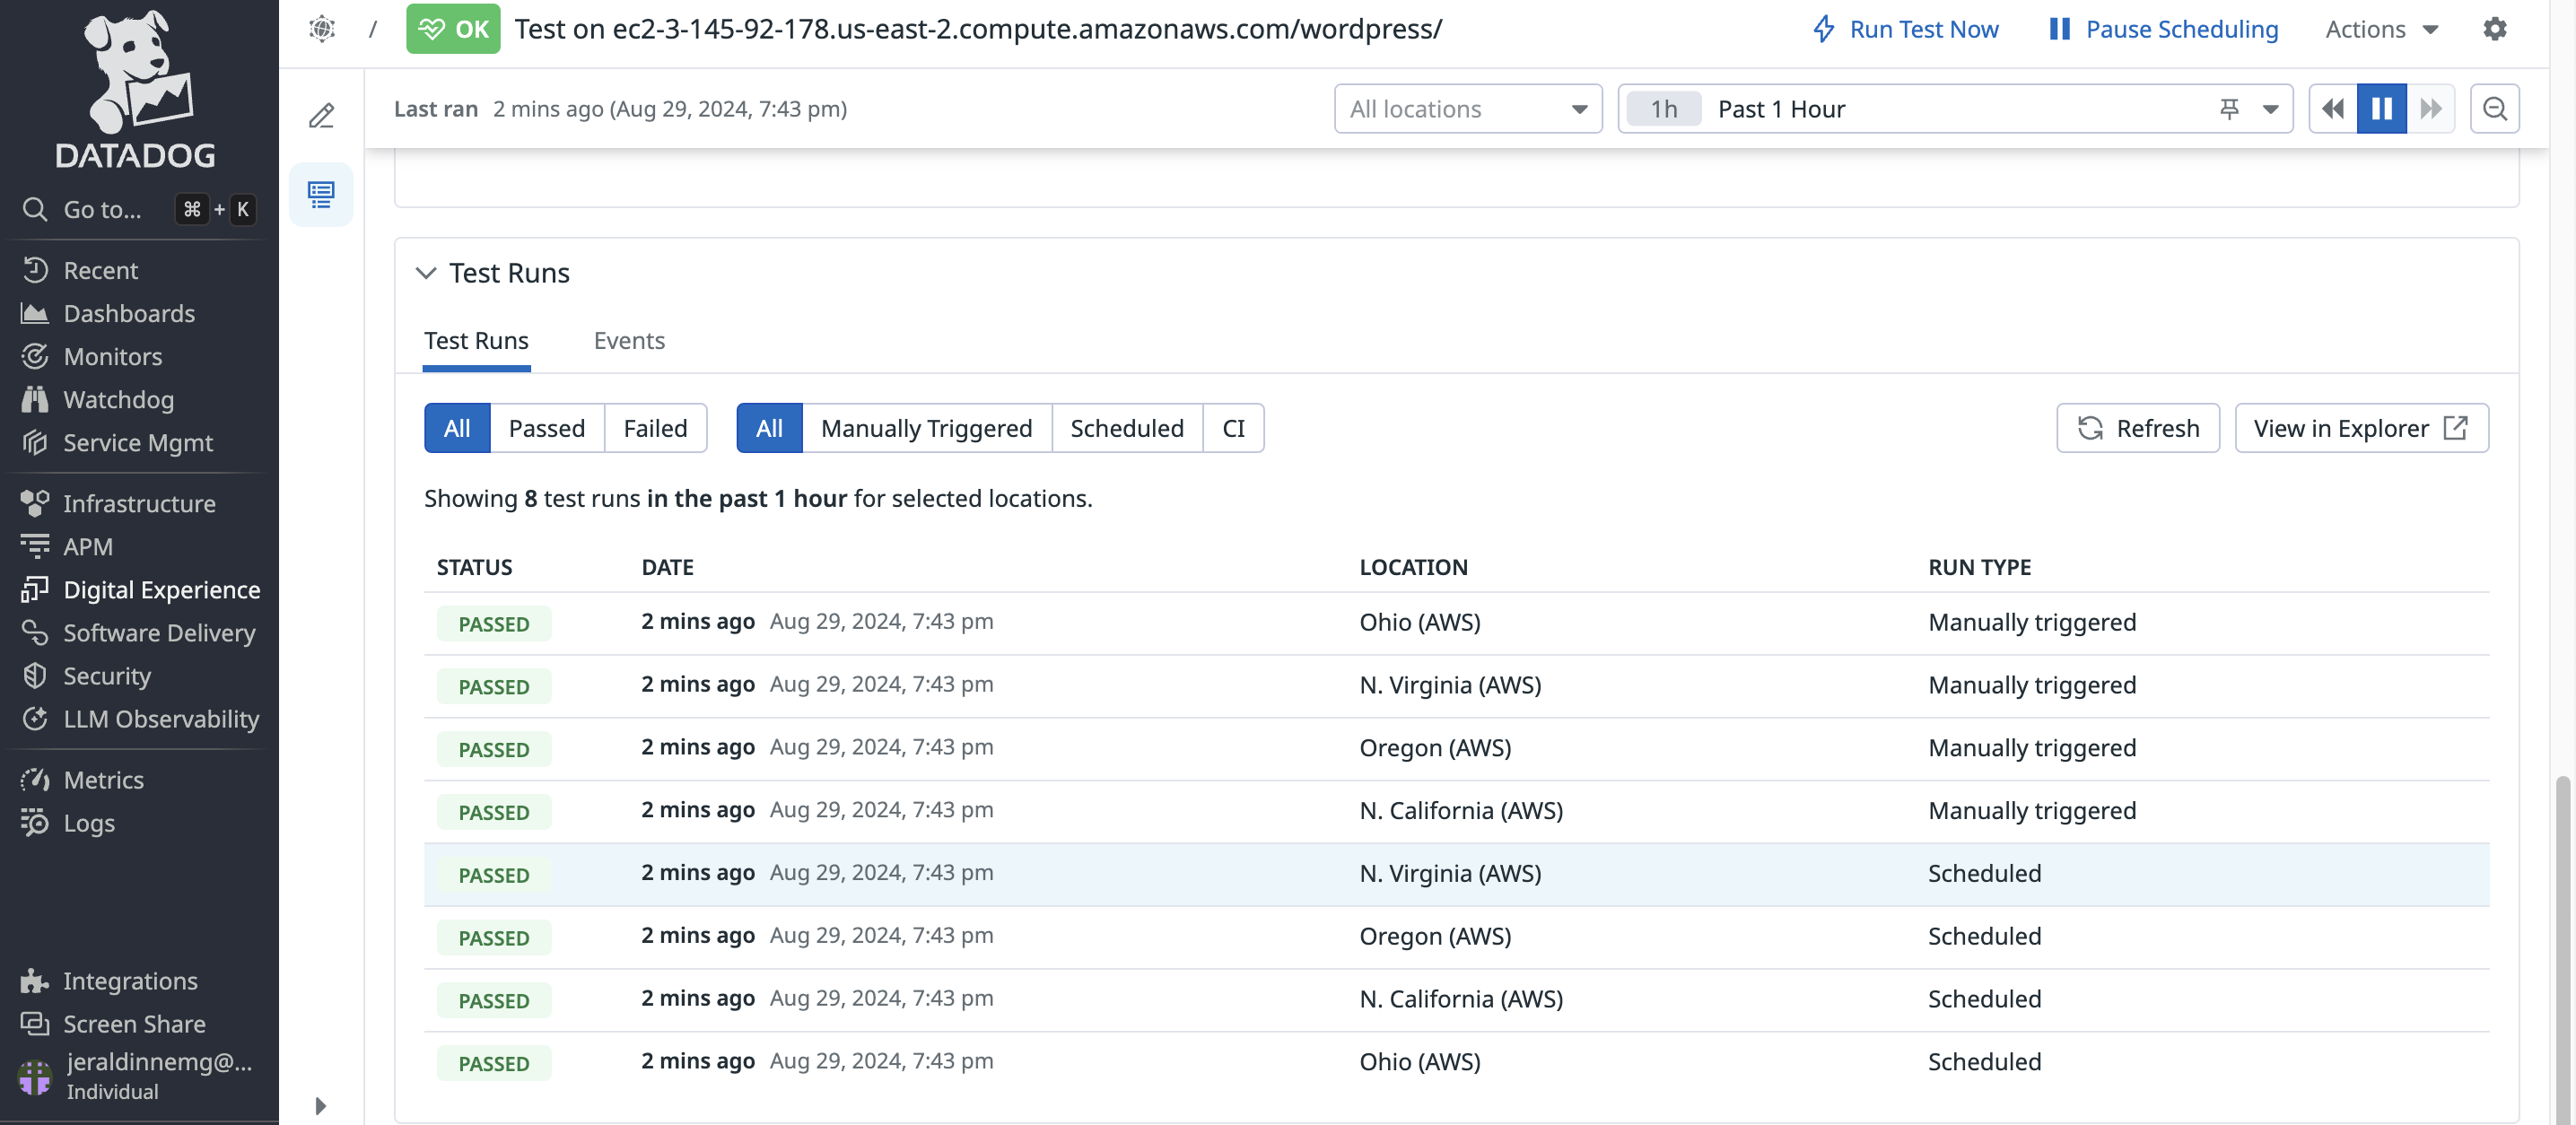 DATADOG
Go to... ⌘ + K
Recent
Dashboards
Monitors
Watchdog
Service Mgmt
Infrastructure
APM
Digital Experience
Software Delivery
Security
LLM Observability
Metrics
Logs
Integrations
Screen Share
jeraldinnemg@...
Individual
/ OK Test on ec2-3-145-92-178.us-east-2.compute.amazonaws.com/wordpress/ Run Test Now Pause Scheduling Actions
Last ran 2 mins ago (Aug 29, 2024, 7:43 pm) All locations 1h Past 1 Hour
Test Runs
Test Runs Events
All Passed Failed All Manually Triggered Scheduled CI Refresh View in Explorer
Showing 8 test runs in the past 1 hour for selected locations.
STATUS DATE LOCATION RUN TYPE
PASSED 2 mins ago Aug 29, 2024, 7:43 pm Ohio (AWS) Manually triggered
PASSED 2 mins ago Aug 29, 2024, 7:43 pm N. Virginia (AWS) Manually triggered
PASSED 2 mins ago Aug 29, 2024, 7:43 pm Oregon (AWS) Manually triggered
PASSED 2 mins ago Aug 29, 2024, 7:43 pm N. California (AWS) Manually triggered
PASSED 2 mins ago Aug 29, 2024, 7:43 pm N. Virginia (AWS) Scheduled
PASSED 2 mins ago Aug 29, 2024, 7:43 pm Oregon (AWS) Scheduled
PASSED 2 mins ago Aug 29, 2024, 7:43 pm N. California (AWS) Scheduled
PASSED 2 mins ago Aug 29, 2024, 7:43 pm Ohio (AWS) Scheduled